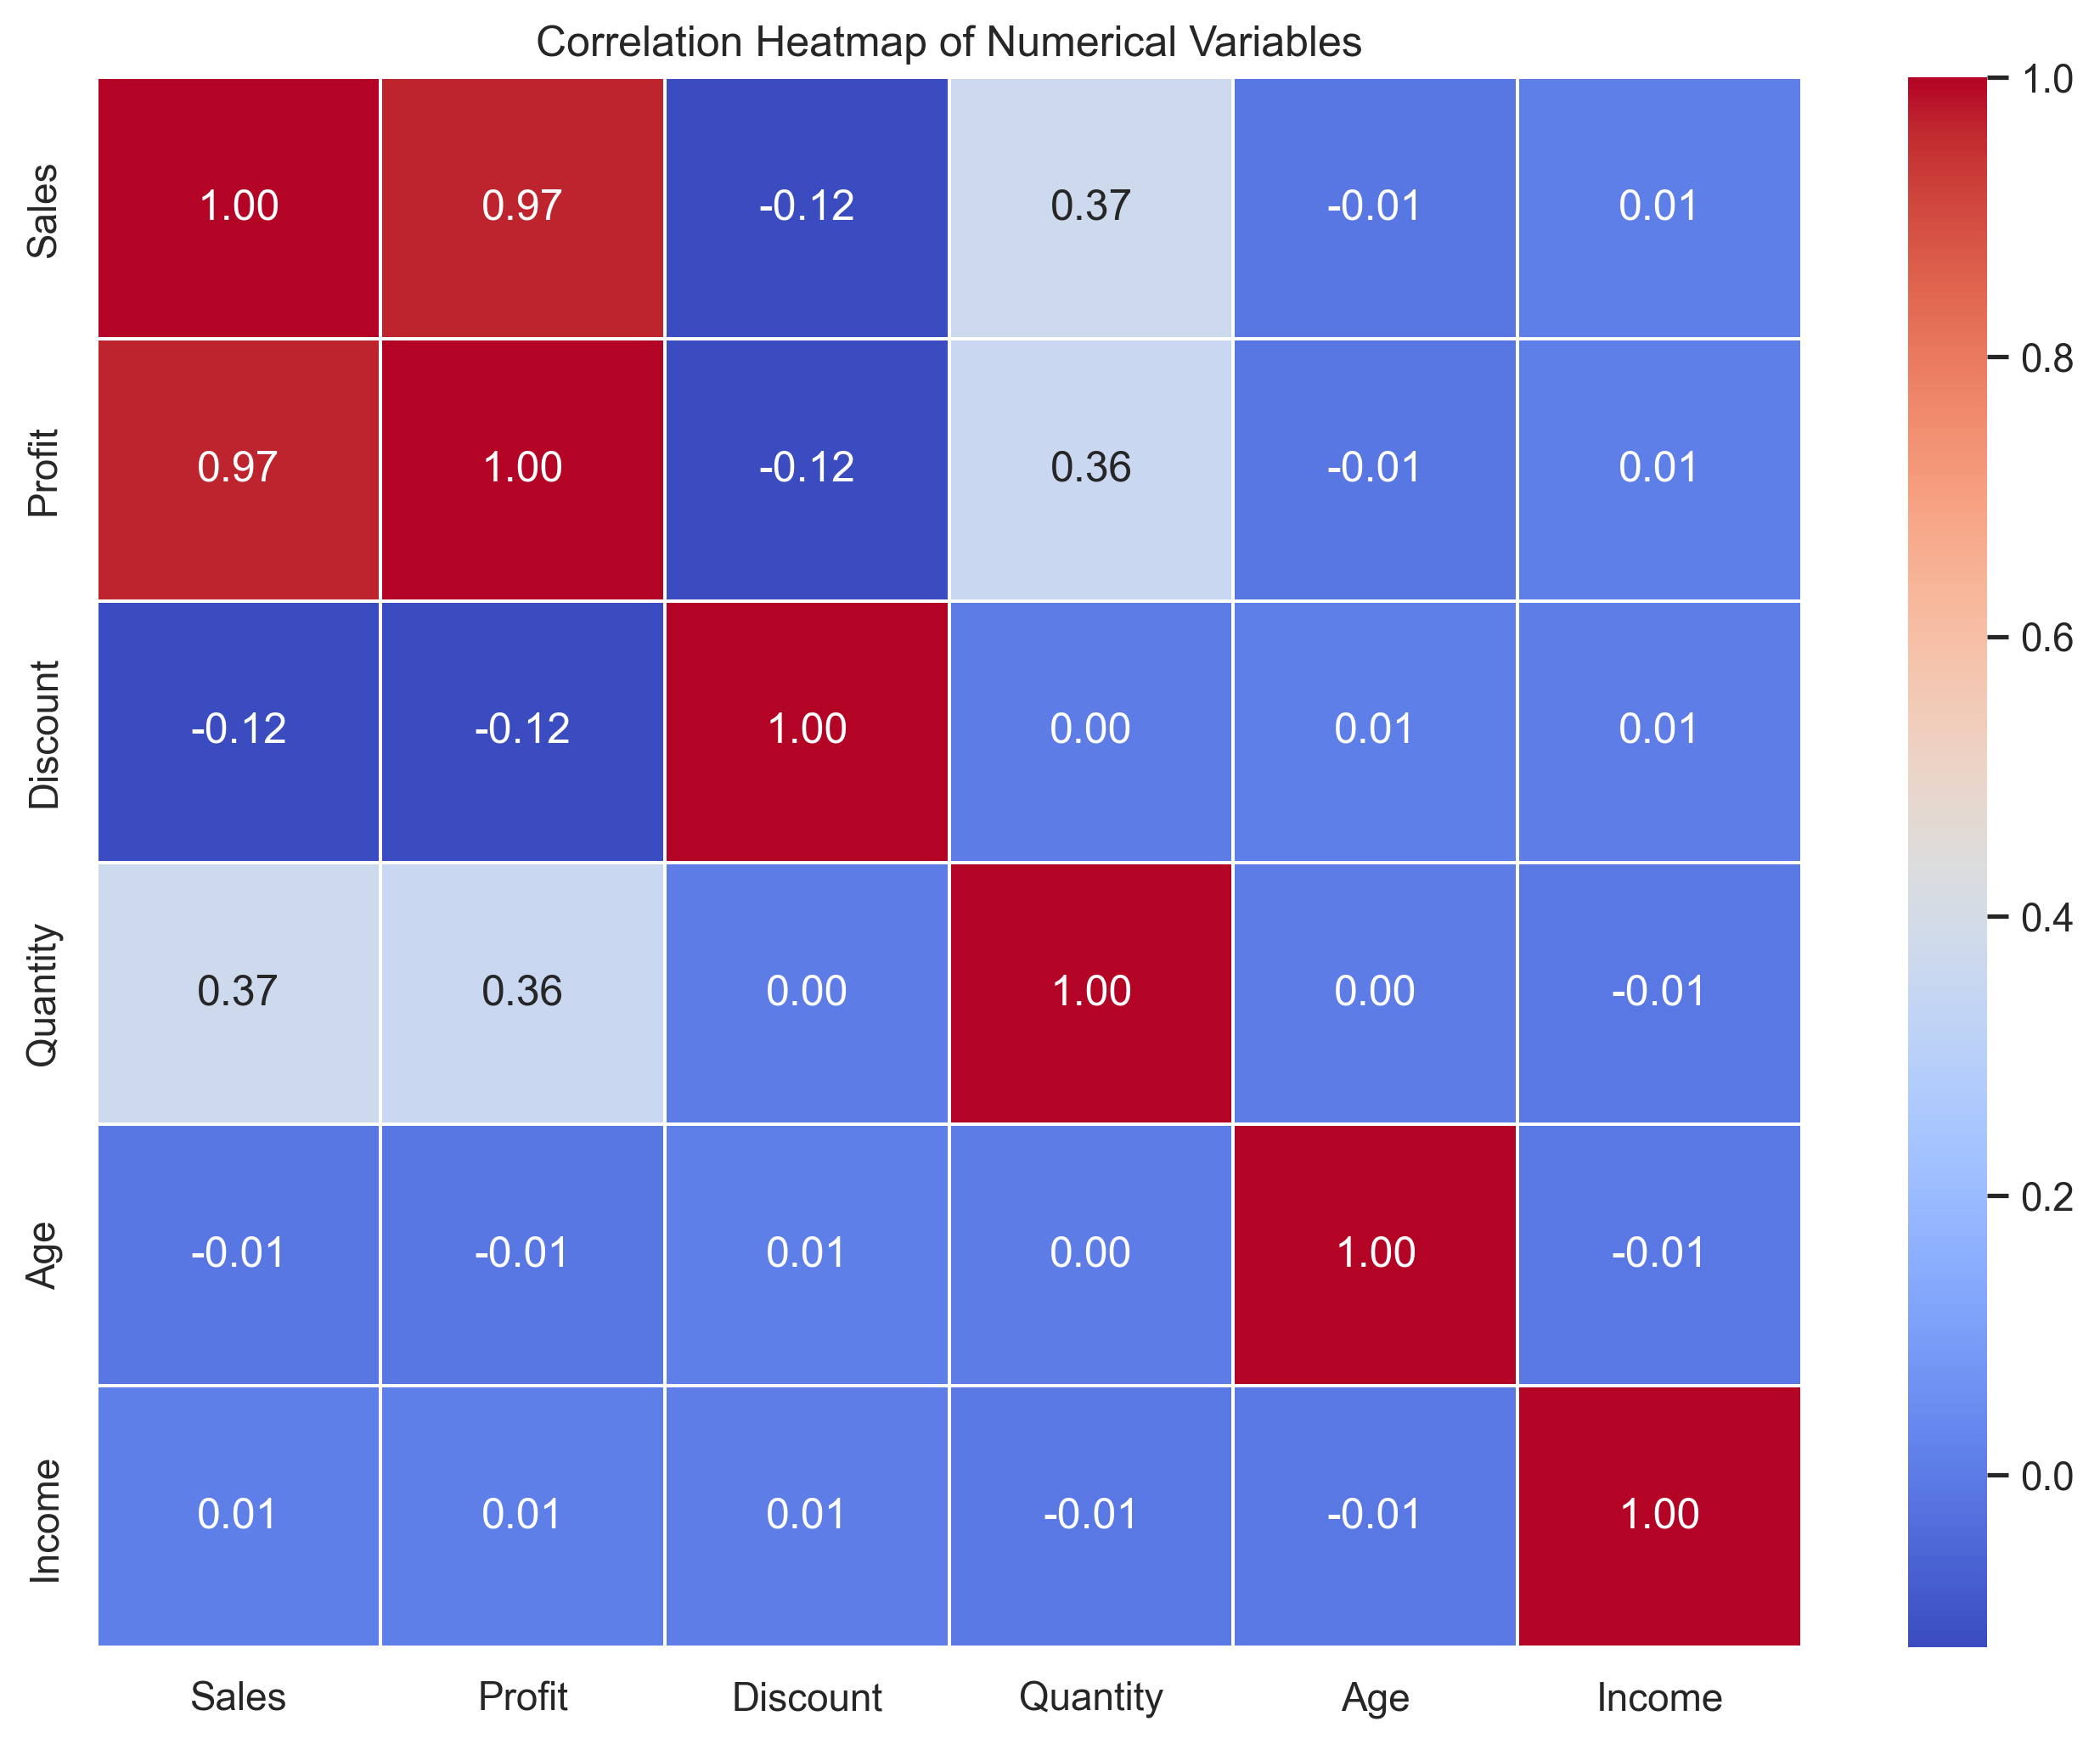 Correlation Heatmap of Numerical Variables
Sales 1.00 0.97 -0.12 0.37 -0.01 0.01
Profit 0.97 1.00 -0.12 0.36 -0.01 0.01
Discount -0.12 -0.12 1.00 0.00 0.01 0.01
Quantity 0.37 0.36 0.00 1.00 0.00 -0.01
Age -0.01 -0.01 0.01 0.00 1.00 -0.01
Income 0.01 0.01 0.01 -0.01 -0.01 1.00
Sales Profit Discount Quantity Age Income
1.0
0.8
0.6
0.4
0.2
0.0